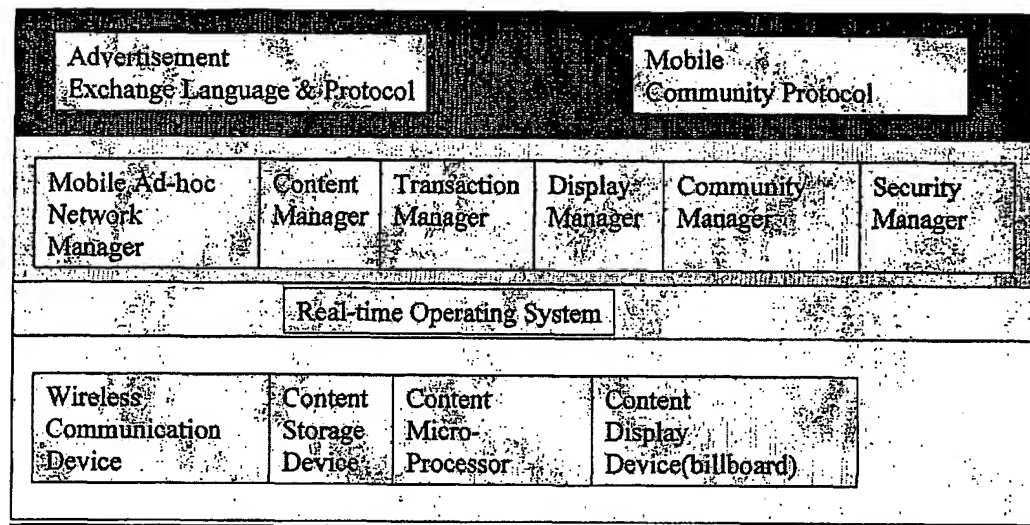 Advertisement
Exchange Language & Protocol
Mobile
Community Protocol
Mobile Ad-hoc
Network
Manager
Content
Manager
Transaction
Manager
Display
Manager
Community
Manager
Security
Manager
Real-time Operating System
Wireless
Communication
Device
Content
Storage
Device
Content
Micro-
Processor
Content
Display
Device(billboard)